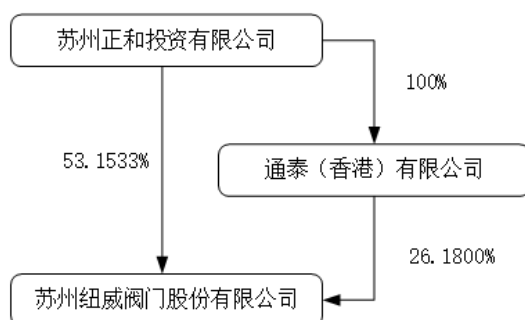 苏州正和投资有限公司
100%
53.1533%
通泰（香港）有限公司
26.1800%
苏州纽威阀门股份有限公司